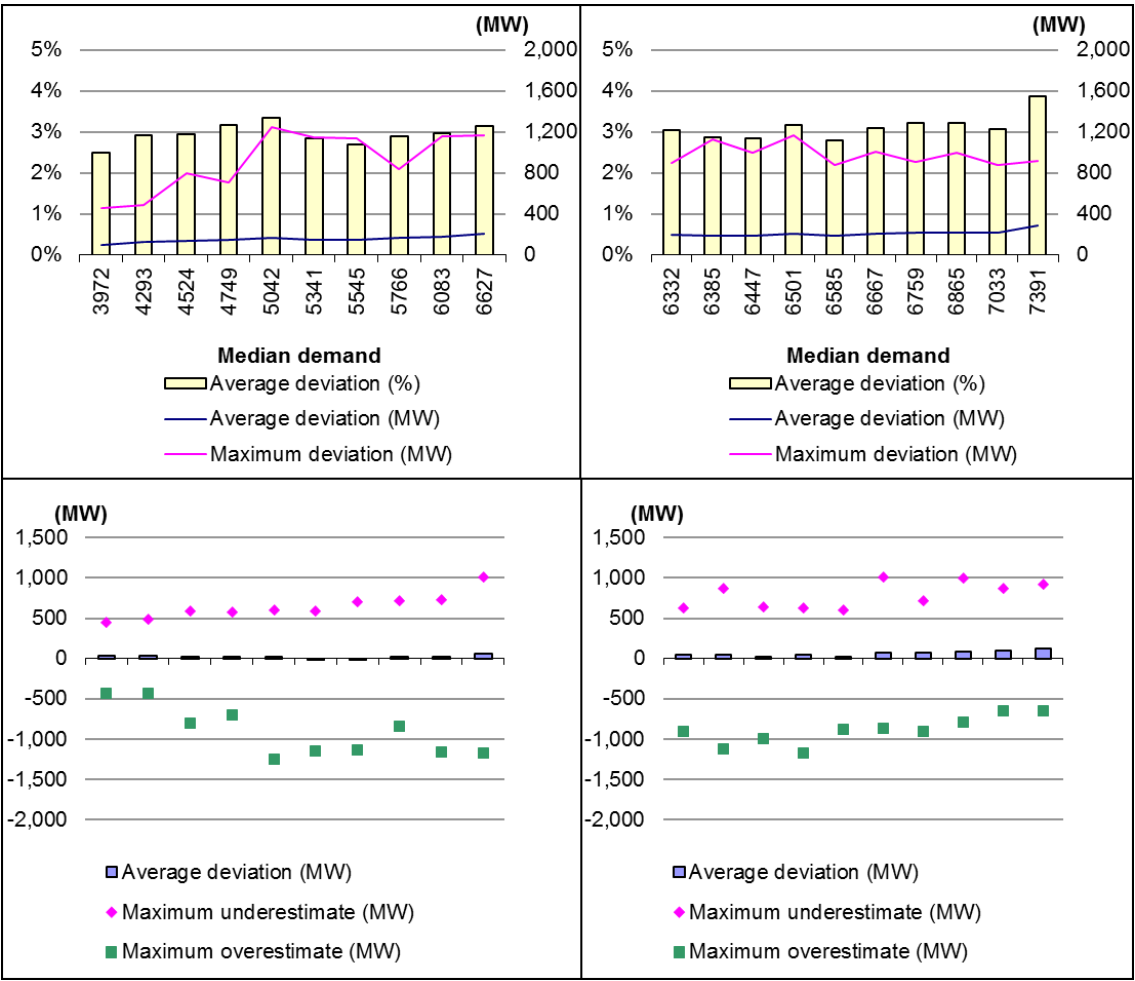 (MW)
5% 2,000
4% 1,600
3% 1,200
2% 800
1% 400
0% 0
3972 4293 4524 4749 5042 5341 5545 5766 6083 6627
Median demand
Average deviation (%)
Average deviation (MW)
Maximum deviation (MW)
(MW)
5% 2,000
4% 1,600
3% 1,200
2% 800
1% 400
0% 0
6332 6385 6447 6501 6585 6667 6759 6865 7033 7391
Median demand
Average deviation (%)
Average deviation (MW)
Maximum deviation (MW)
(MW)
1,500
1,000
500
0
-500
-1,000
-1,500
-2,000
Average deviation (MW)
Maximum underestimate (MW)
Maximum overestimate (MW)
(MW)
1,500
1,000
500
0
-500
-1,000
-1,500
-2,000
Average deviation (MW)
Maximum underestimate (MW)
Maximum overestimate (MW)